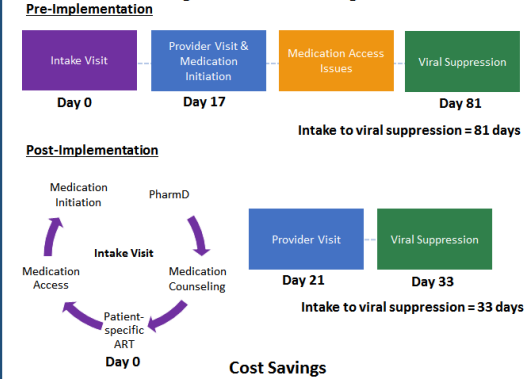 Pre-Implementation
Intake Visit
Provider Visit &
Medication
Initiation
Medication Access
Issues
Viral Suppression
Day 0
Day 17
Day 81
Intake to viral suppression = 81 days
Post-Implementation
Medication
Initiation
PharmD
Intake Visit
Medication
Access
Medication
Counseling
Patient-
specific
ART
Day 0
Provider Visit
Viral Suppression
Day 21
Day 33
Intake to viral suppression = 33 days
Cost Savings